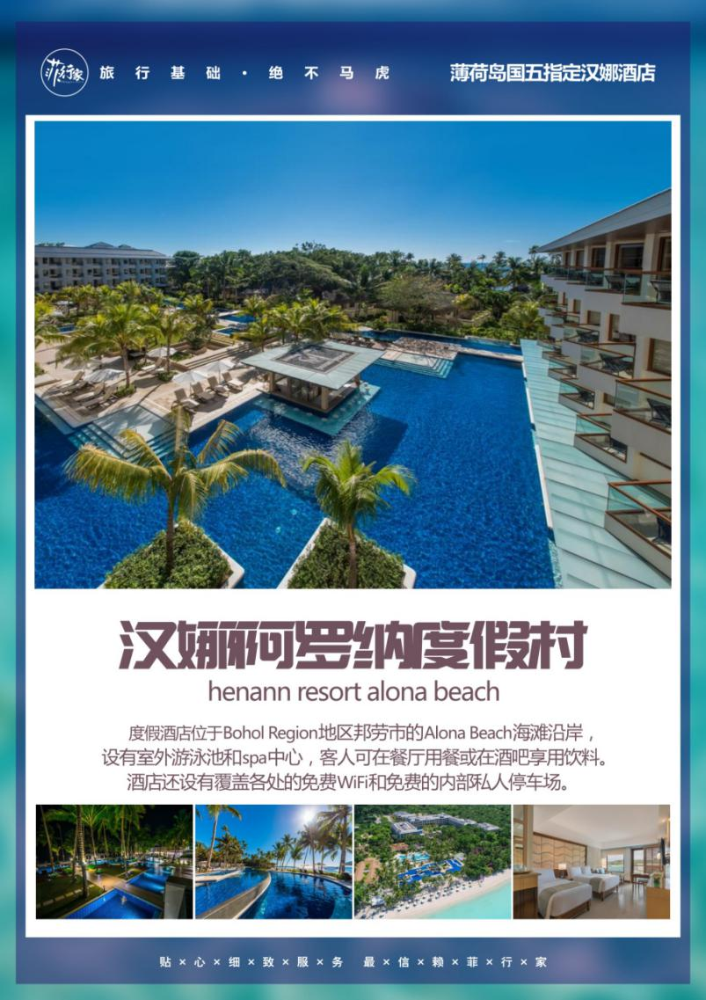 菲行家
旅行基础·绝不马虎
薄荷岛国五指定汉娜酒店
汉娜阿罗纳度假村
henann resort alona beach
度假酒店位于Bohol Region地区邦劳市的Alona Beach海滩沿岸，
设有室外游泳池和spa中心，客人可在餐厅用餐或在酒吧享用饮料。
酒店还设有覆盖各处的免费WiFi和免费的内部私人停车场。
贴×心×细×致×服×务 最×信×赖×菲×行×家